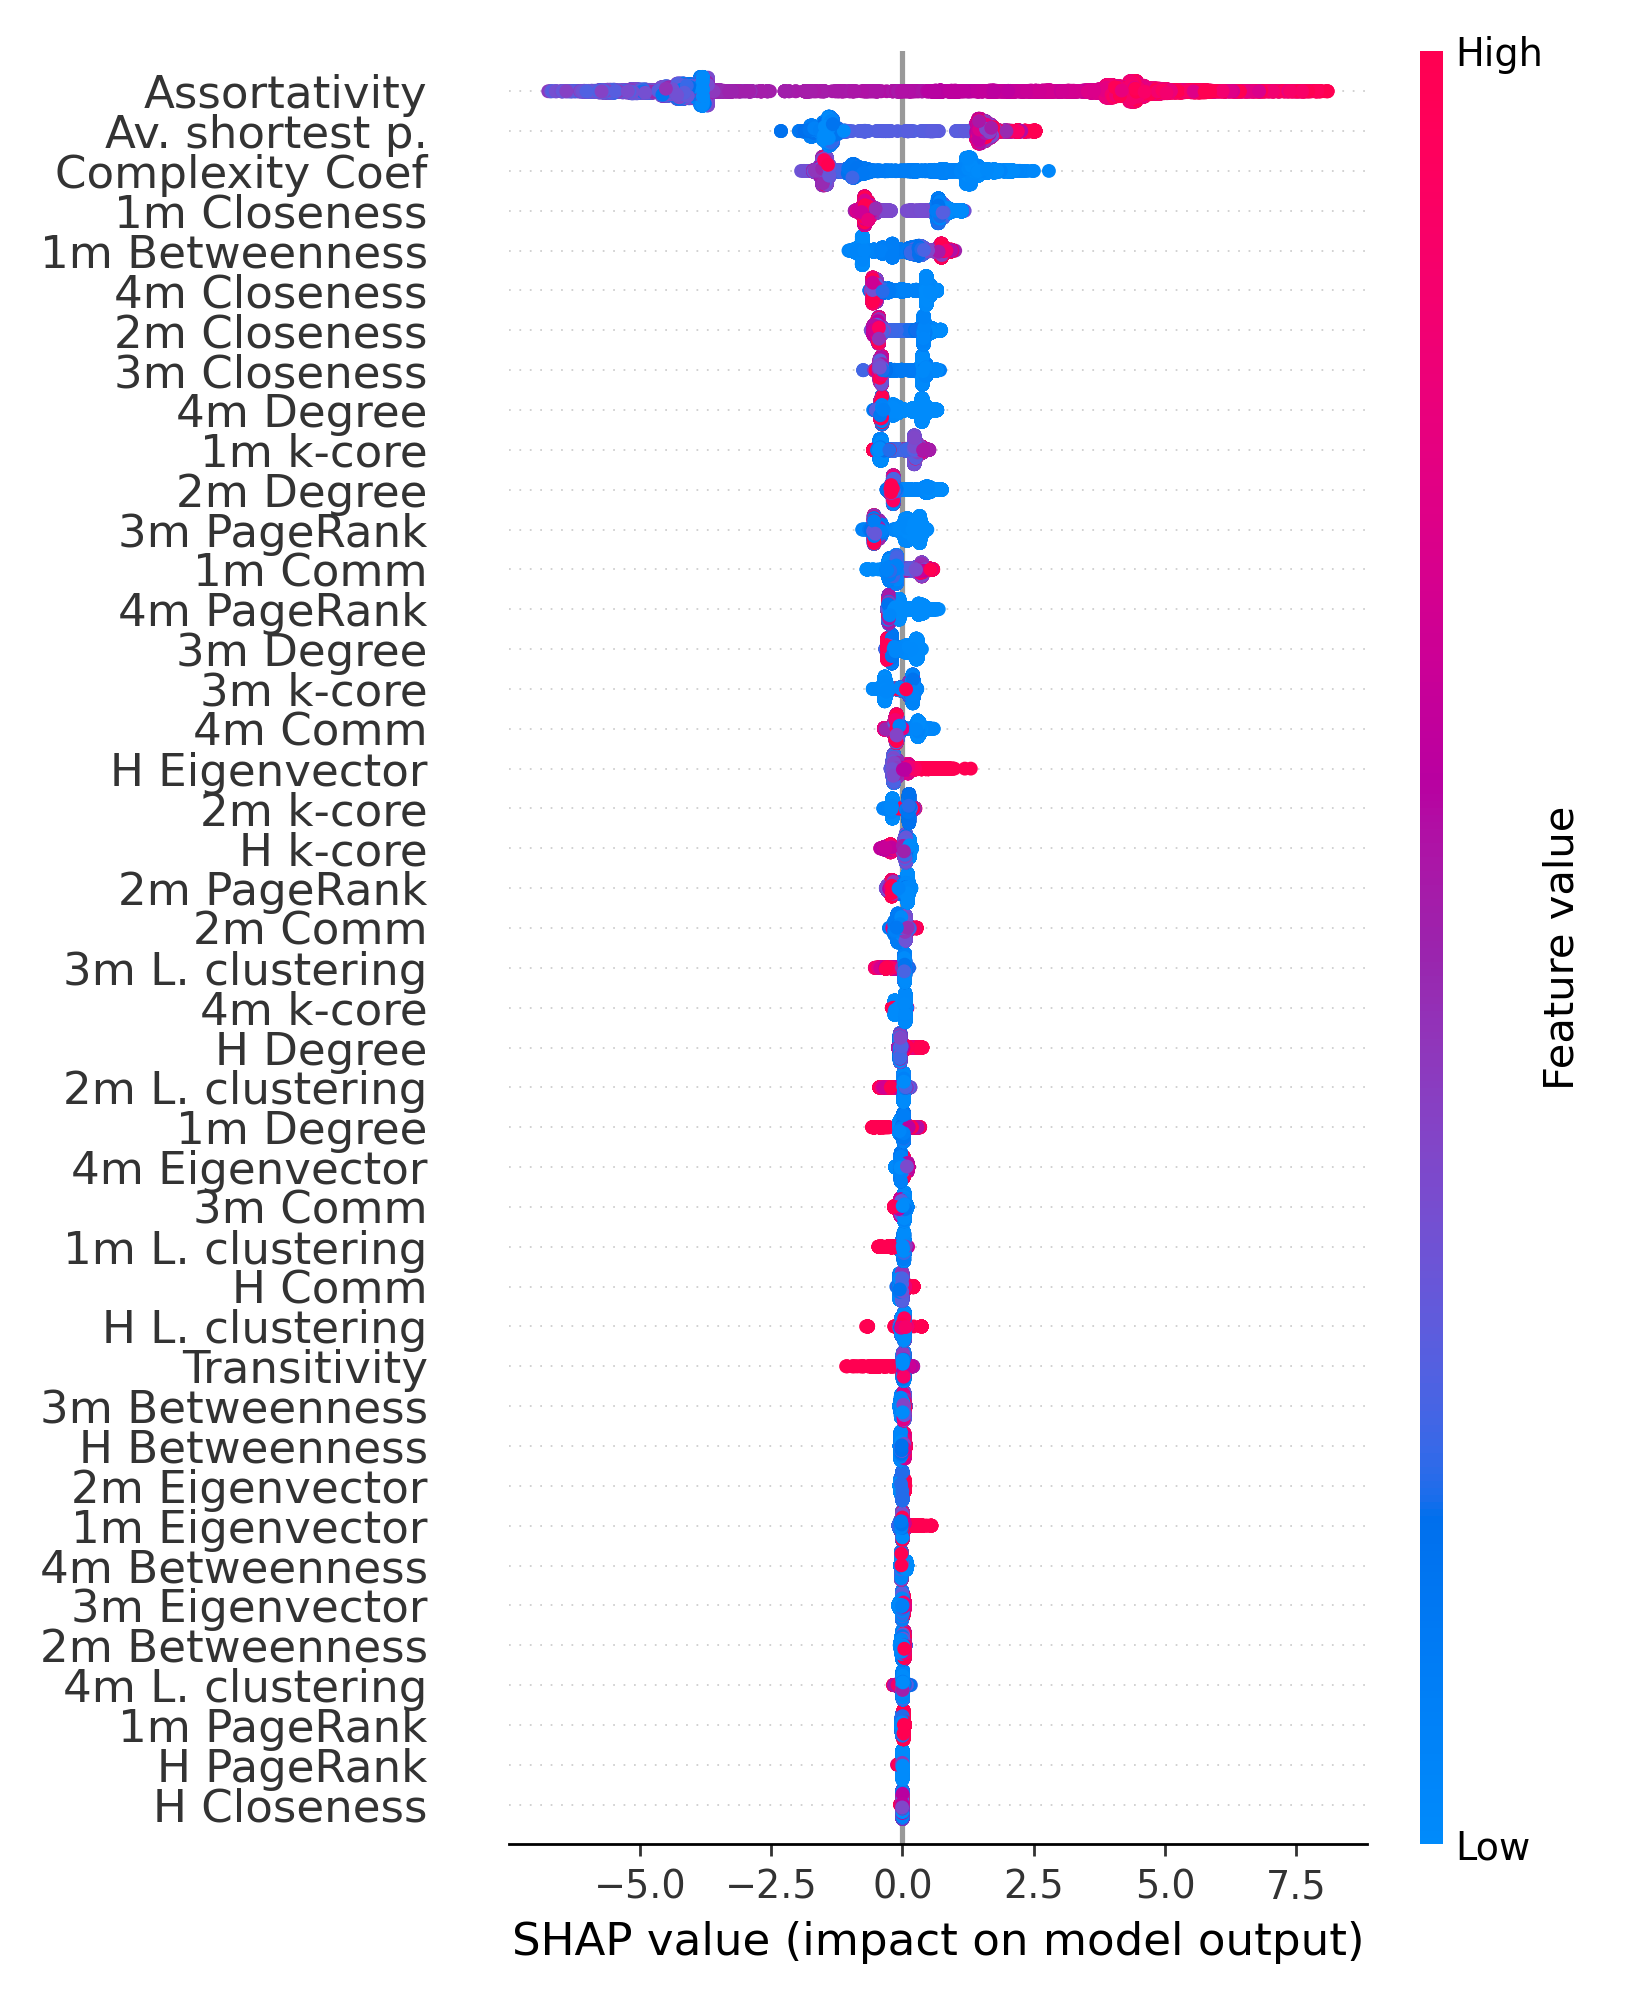 High
Assortativity
Av. shortest p.
Complexity Coef
1m Closeness
1m Betweenness
4m Closeness
2m Closeness
3m Closeness
4m Degree
1m k-core
2m Degree
3m PageRank
1m Comm
4m PageRank
3m Degree
3m k-core
4m Comm
H Eigenvector
2m k-core
H k-core
2m PageRank
2m Comm
3m L. clustering
4m k-core
H Degree
2m L. clustering
1m Degree
4m Eigenvector
3m Comm
1m L. clustering
H Comm
H L. clustering
Transitivity
3m Betweenness
H Betweenness
2m Eigenvector
1m Eigenvector
4m Betweenness
3m Eigenvector
2m Betweenness
4m L. clustering
1m PageRank
H PageRank
H Closeness
Feature value
Low
−5.0 −2.5 0.0 2.5 5.0 7.5
SHAP value (impact on model output)